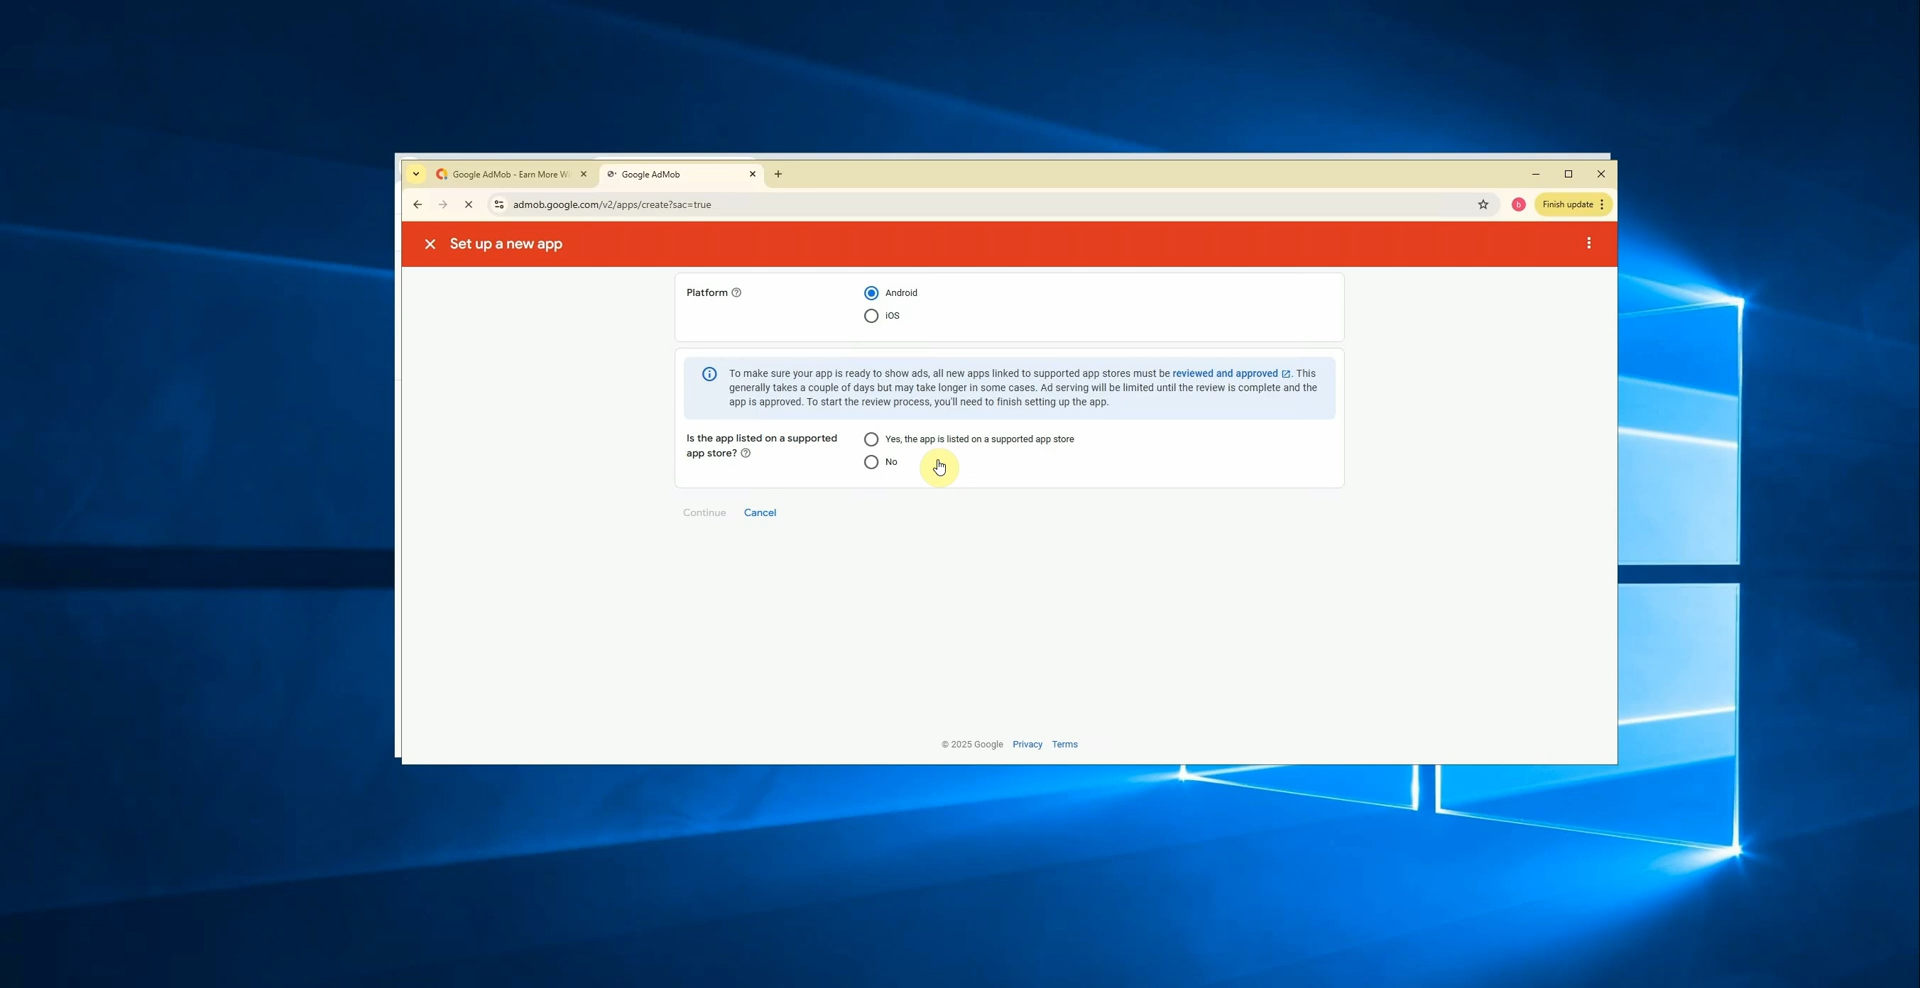 Google AdMob - Earn More Wi
Google AdMob
admob.google.com/v2/apps/create?sac=true
b
Finish update
Set up a new app
Platform
Android
iOS
To make sure your app is ready to show ads, all new apps linked to supported app stores must be reviewed and approved. This
generally takes a couple of days but may take longer in some cases. Ad serving will be limited until the review is complete and the
app is approved. To start the review process, you'll need to finish setting up the app.
Is the app listed on a supported
app store?
Yes, the app is listed on a supported app store
No
Continue Cancel
© 2025 Google Privacy Terms